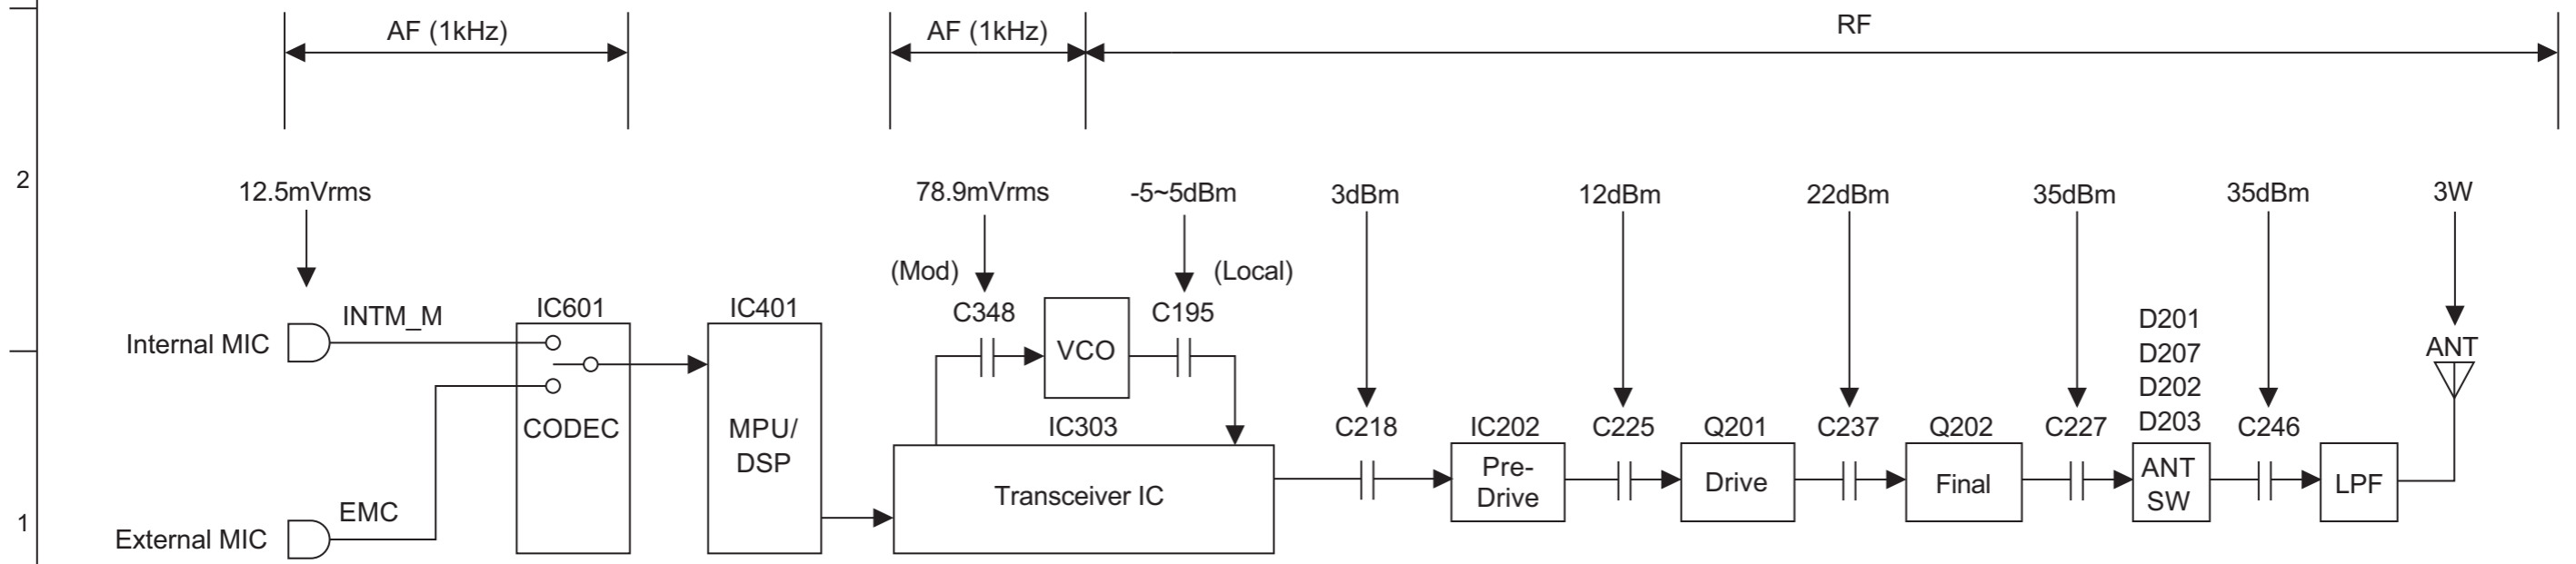 AF (1kHz)
AF (1kHz)
RF
2
12.5mVrms
78.9mVrms
-5~5dBm
3dBm
12dBm
22dBm
35dBm
35dBm
3W
(Mod)
(Local)
Internal MIC
INTM_M
IC601
CODEC
IC401
MPU/
DSP
C348
VCO
C195
IC303
Transceiver IC
C218
IC202
Pre-
Drive
C225
Q201
Drive
C237
Q202
Final
C227
D201
D207
D202
D203
ANT
SW
C246
LPF
ANT
1
External MIC
EMC